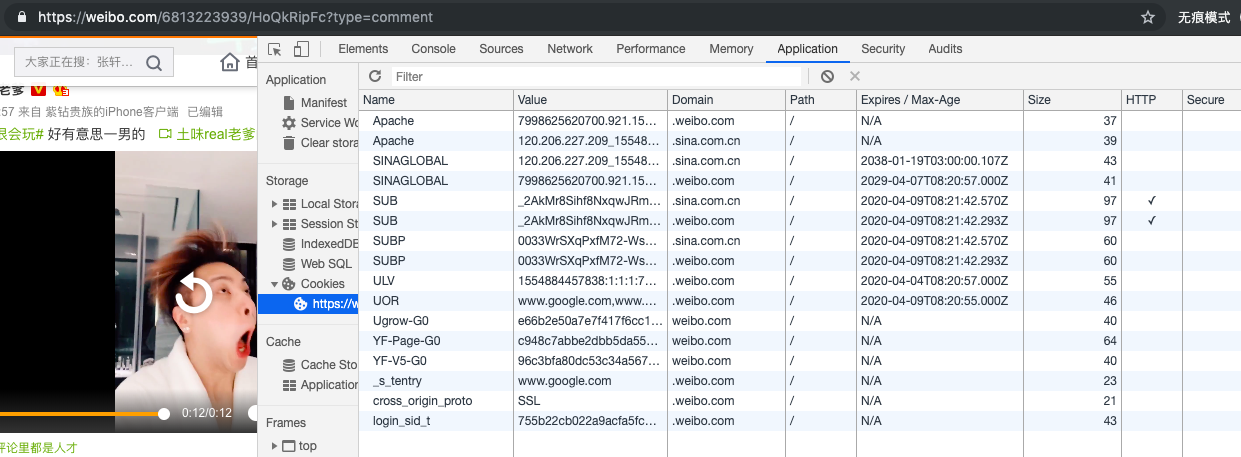 https://weibo.com/6813223939/HoQkRipFc?type=comment
无痕模式
大家正在搜：张轩…
首
老爹
:57 来自 紫钻贵族的iPhone客户端 已编辑
很会玩# 好有意思一男的 土味real老爹
0:12/0:12
评论里都是人才
Elements Console Sources Network Performance Memory Application Security Audits
Application
Manifest
Service Wo
Clear stora
Storage
Local Stora
Session St
IndexedDB
Web SQL
Cookies
https://w
Cache
Cache Sto
Application
Frames
top
Filter
Name Value Domain Path Expires / Max-Age Size HTTP Secure
Apache 7998625620700.921.15… .weibo.com / N/A 37
Apache 120.206.227.209_15548… .sina.com.cn / N/A 39
SINAGLOBAL 120.206.227.209_15548… .sina.com.cn / 2038-01-19T03:00:00.107Z 43
SINAGLOBAL 7998625620700.921.15… .weibo.com / 2029-04-07T08:20:57.000Z 41
SUB _2AkMr8Sihf8NxqwJRm… .sina.com.cn / 2020-04-09T08:21:42.570Z 97 ✓
SUB _2AkMr8Sihf8NxqwJRm… .weibo.com / 2020-04-09T08:21:42.293Z 97 ✓
SUBP 0033WrSXqPxfM72-Ws… .sina.com.cn / 2020-04-09T08:21:42.570Z 60
SUBP 0033WrSXqPxfM72-Ws… .weibo.com / 2020-04-09T08:21:42.293Z 60
ULV 1554884457838:1:1:1:7… .weibo.com / 2020-04-04T08:20:57.000Z 55
UOR www.google.com,www.… .weibo.com / 2020-04-09T08:20:55.000Z 46
Ugrow-G0 e66b2e50a7e7f417f6cc1… weibo.com / N/A 40
YF-Page-G0 c948c7abbe2dbb5da55… weibo.com / N/A 64
YF-V5-G0 96c3bfa80dc53c34a567… weibo.com / N/A 40
_s_tentry www.google.com .weibo.com / N/A 23
cross_origin_proto SSL .weibo.com / N/A 21
login_sid_t 755b22cb022a9acfa5fc… .weibo.com / N/A 43